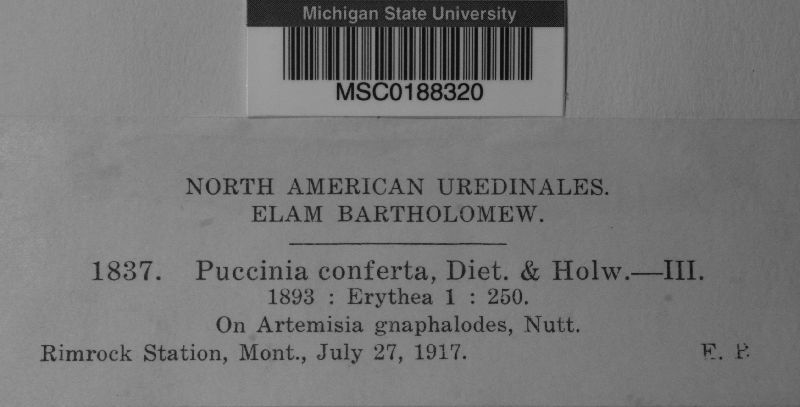 Michigan State University
MSC0188320
NORTH AMERICAN UREDINALES.
ELAM BARTHOLOMEW.
1837. Puccinia conferta, Diet. & Holw.—III.
1893 : Erythea 1 : 250.
On Artemisia gnaphalodes, Nutt.
Rimrock Station, Mont., July 27, 1917. E. B.